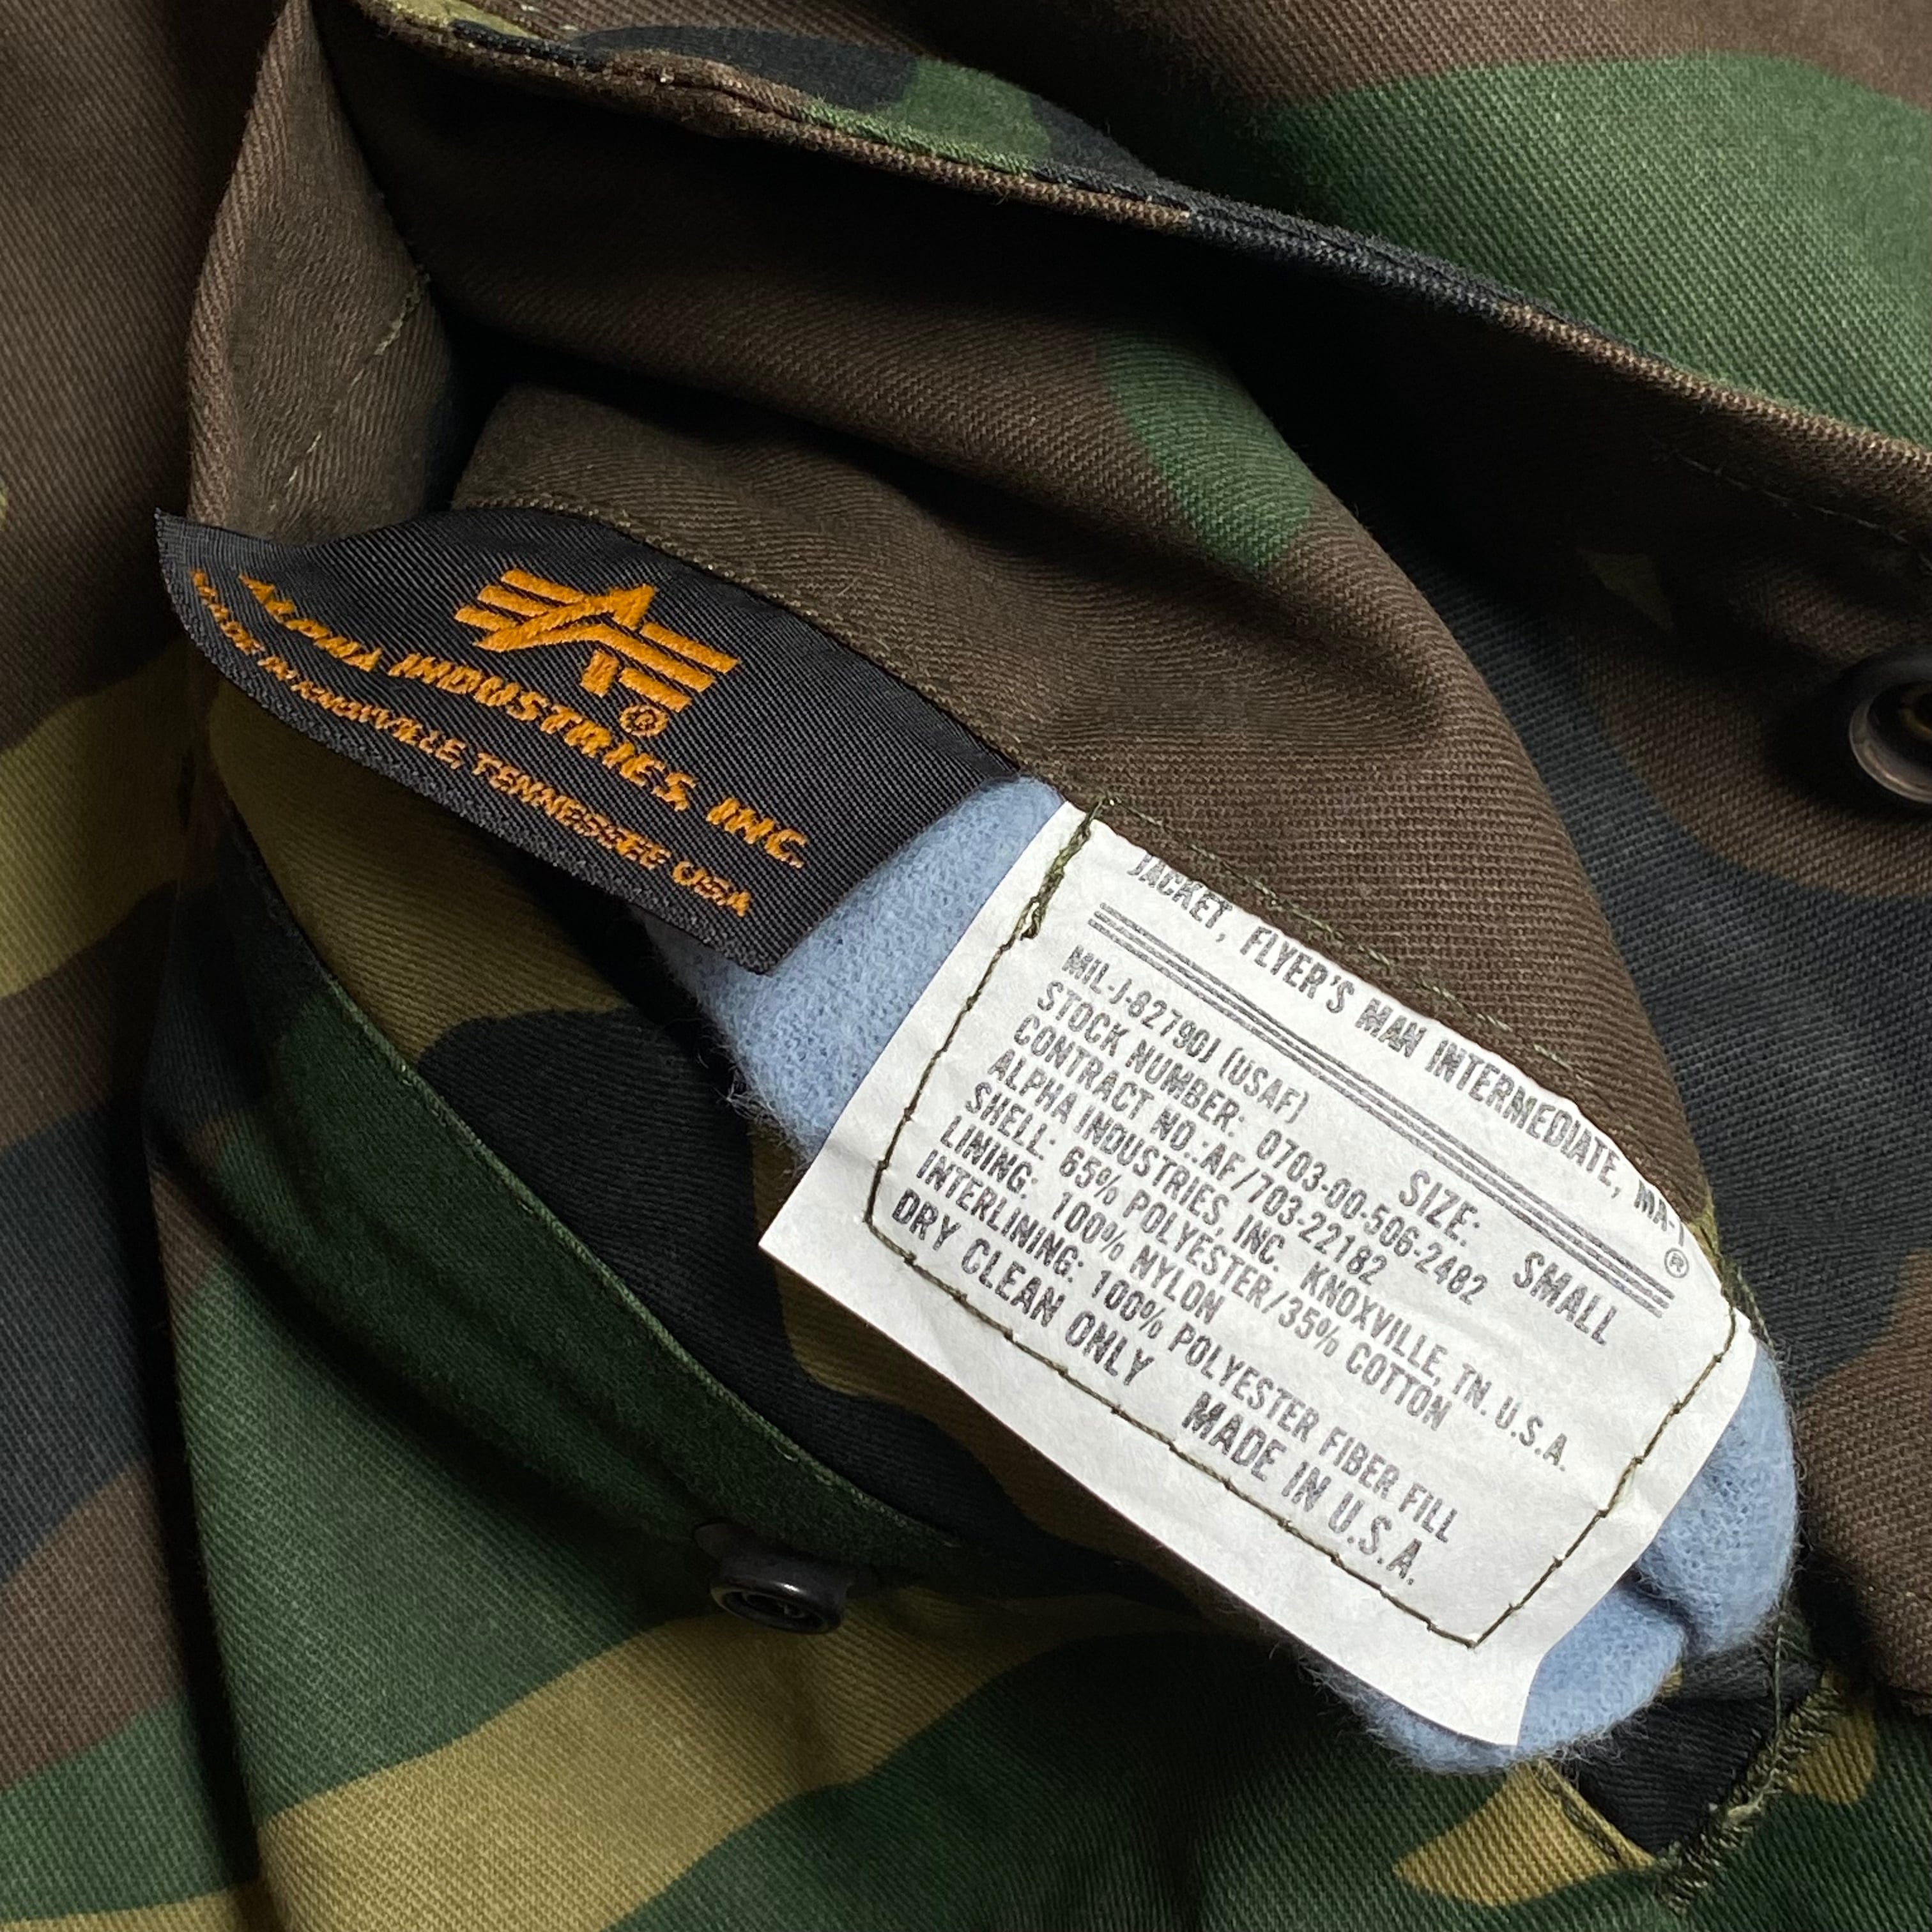 ALPHA INDUSTRIES, INC.
MADE IN KNOXVILLE, TENNESSEE USA
JACKET, FLYER'S MAN INTERMEDIATE, MA-1®
SIZE: SMALL
MIL-J-82790J (USAF)
STOCK NUMBER: 0703-00-506-2482
CONTRACT NO.:AF/703-22182
ALPHA INDUSTRIES, INC. KNOXVILLE, TN. U.S.A.
SHELL: 65% POLYESTER/35% COTTON
LINING: 100% NYLON
INTERLINING: 100% POLYESTER FIBER FILL
DRY CLEAN ONLY MADE IN U.S.A.